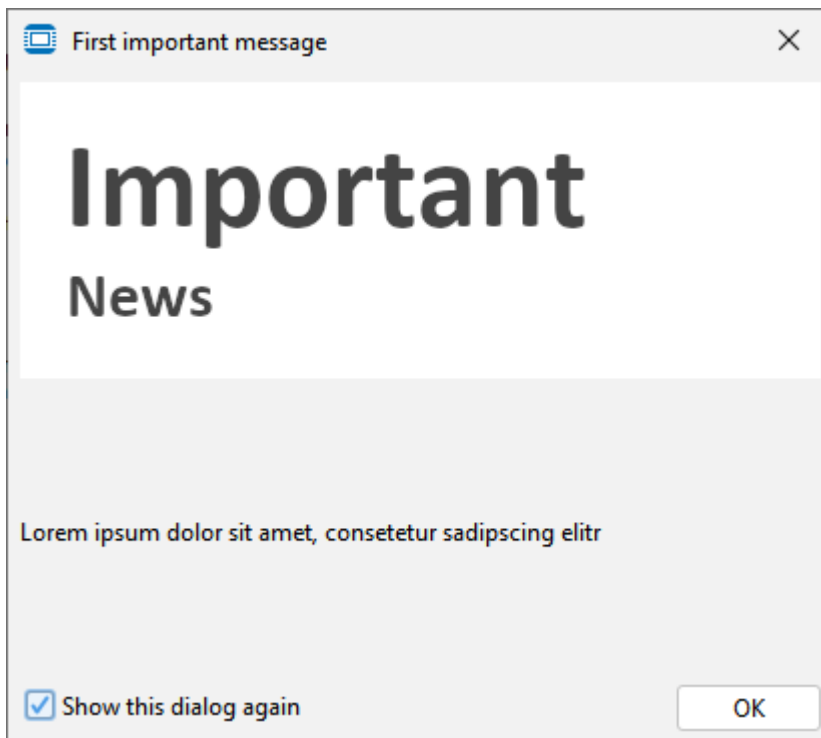 First important message
Important
News
Lorem ipsum dolor sit amet, consetetur sadipscing elitr
Show this dialog again
OK